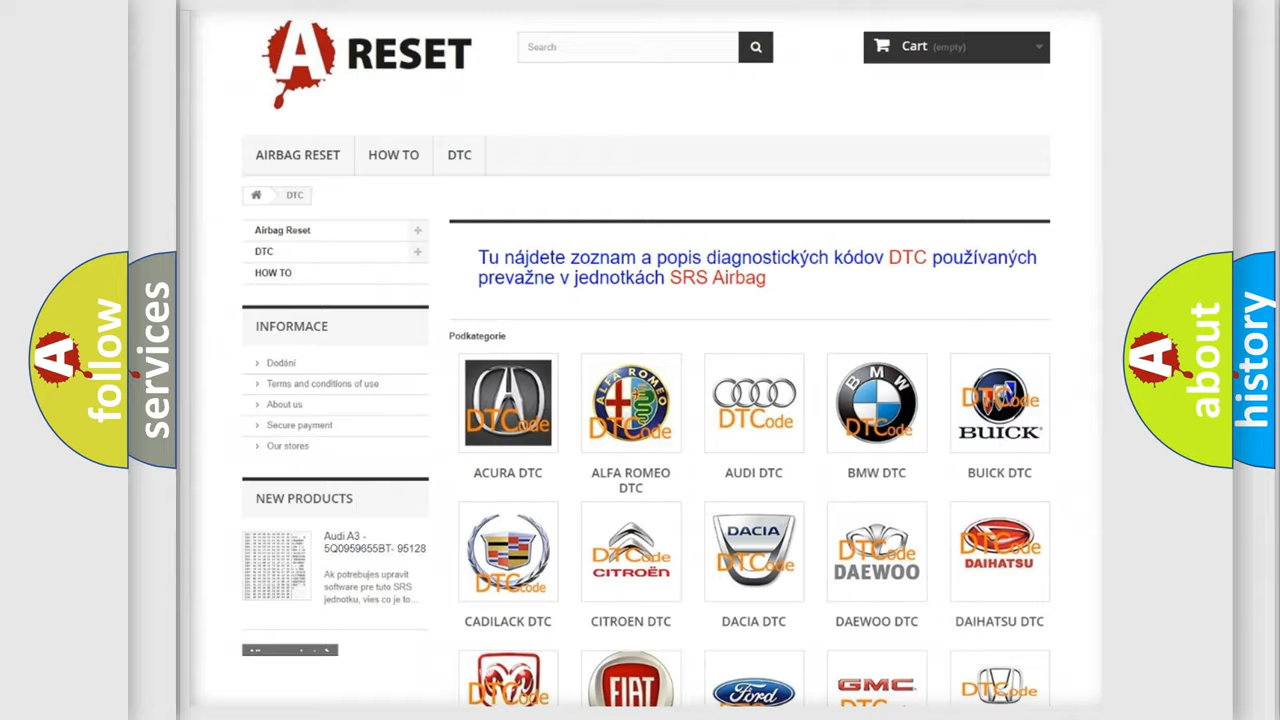 A RESET
Search
Cart (empty)
AIRBAG RESET
HOW TO
DTC
DTC
Airbag Reset
DTC
HOW TO
INFORMACE
Dodání
Terms and conditions of use
About us
Secure payment
Our stores
NEW PRODUCTS
Audi A3 -
5Q0959655BT- 95128
Ak potrebujes upravit
software pre tuto SRS
jednotku, vies co je to...
Tu nájdete zoznam a popis diagnostických kódov DTC používaných
prevažne v jednotkách SRS Airbag
Podkategorie
DTCode
ALFA ROMEO
DTCode
DTCode
BMW
DTCode
DTCode
BUICK
ACURA DTC
ALFA ROMEO
DTC
AUDI DTC
BMW DTC
BUICK DTC
DTCode
DTCode
CITROËN
DACIA
DTCode
DTCode
DAEWOO
DTCode
DAIHATSU
CADILACK DTC
CITROEN DTC
DACIA DTC
DAEWOO DTC
DAIHATSU DTC
DTCode
FIAT
Ford
GMC
DTCode
A follow
services
A about
history